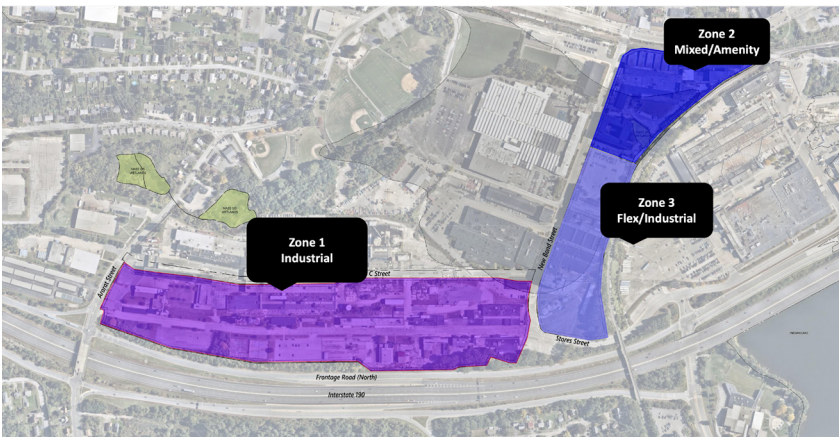 Zone 2
Mixed/Amenity
Zone 3
Flex/Industrial
New Bond Street
Zone 1
Industrial
C Street
Ararat Street
Stores Street
Frontage Road (North)
Interstate 190